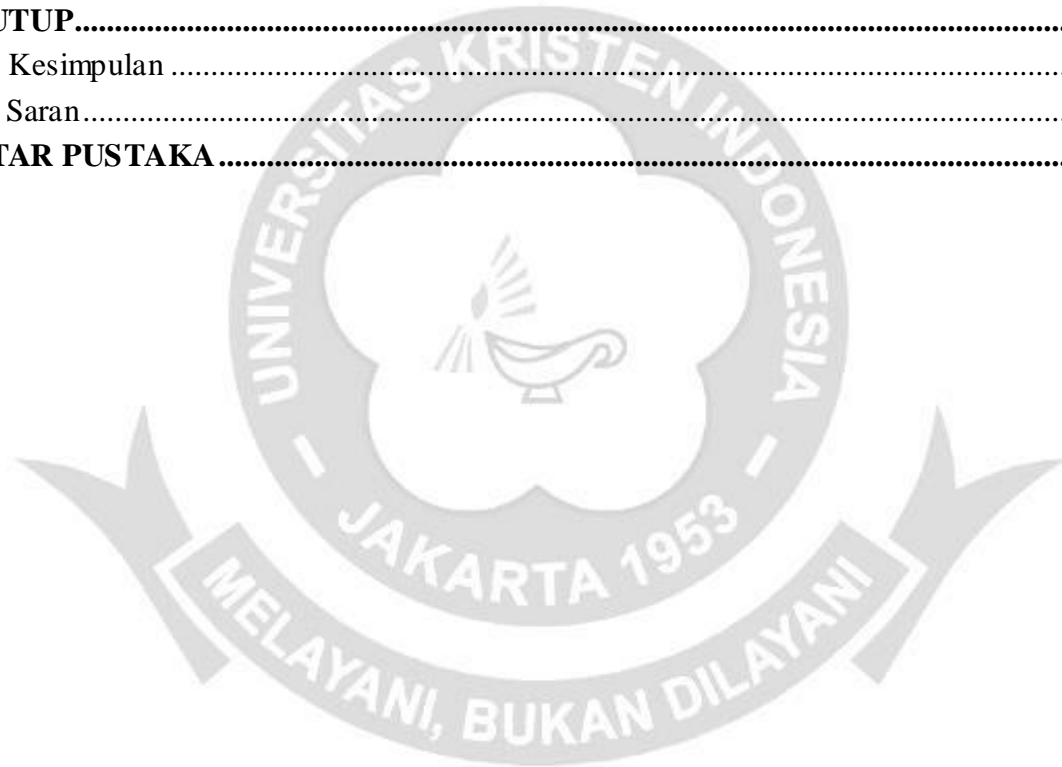 UTUP...............................................................................................................................
Kesimpulan ...................................................................................................................
Saran..............................................................................................................................
TAR PUSTAKA.............................................................................................................
UNIVERSITAS KRISTEN INDONESIA
- JAKARTA 1953 -
MELAYANI, BUKAN DILAYANI